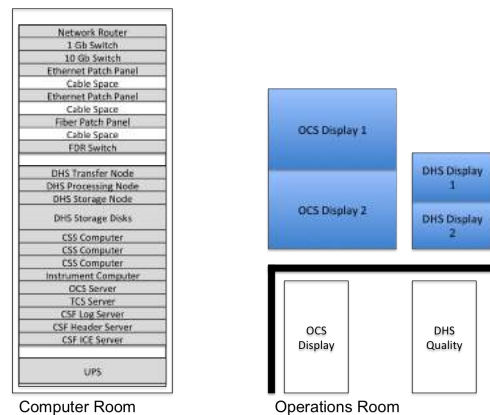 Network Router
1 Gb Switch
10 Gb Switch
Ethernet Patch Panel
Cable Space
Ethernet Patch Panel
Cable Space
Fiber Patch Panel
Cable Space
FDR Switch
DHS Transfer Node
DHS Processing Node
DHS Storage Node
DHS Storage Disks
CSS Computer
CSS Computer
CSS Computer
Instrument Computer
OCS Server
TCS Server
CSF Log Server
CSF Header Server
CSF ICE Server
UPS
Computer Room
OCS Display 1
OCS Display 2
DHS Display
1
DHS Display
2
OCS
Display
DHS
Quality
Operations Room